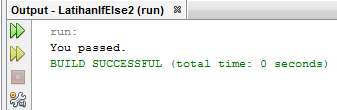 Output - LatihanIfElse2 (run)
run:
You passed.
BUILD SUCCESSFUL (total time: 0 seconds)